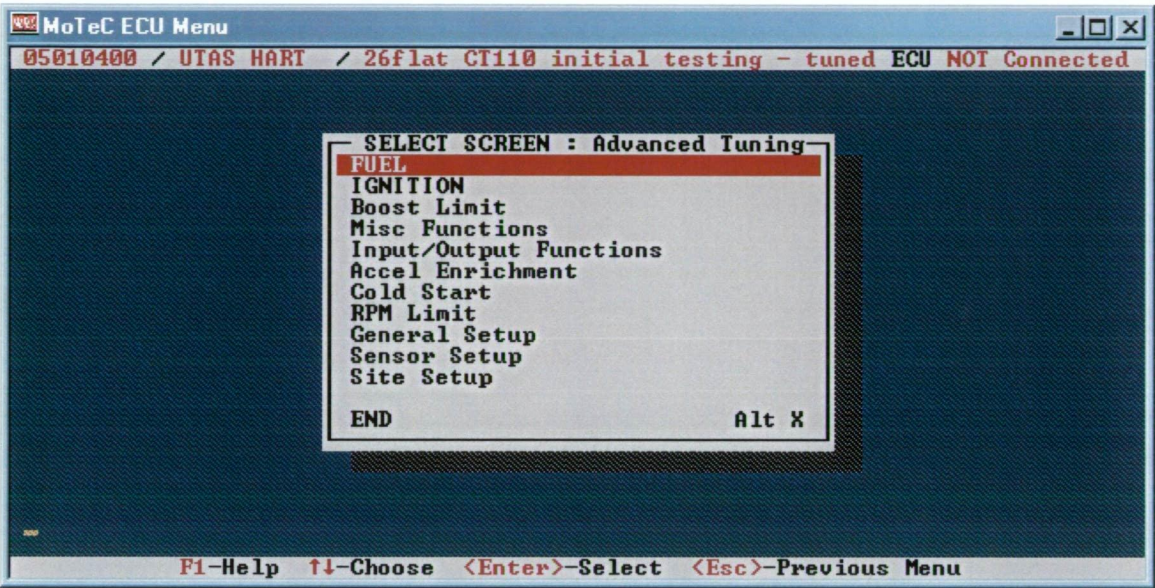 MoTeC ECU Menu
05010400 / UTAS HART / 26flat CT110 initial testing - tuned ECU NOT Connected
SELECT SCREEN : Advanced Tuning
FUEL
IGNITION
Boost Limit
Misc Functions
Input/Output Functions
Accel Enrichment
Cold Start
RPM Limit
General Setup
Sensor Setup
Site Setup
END Alt X
F1-Help ↑↓-Choose <Enter>-Select <Esc>-Previous Menu